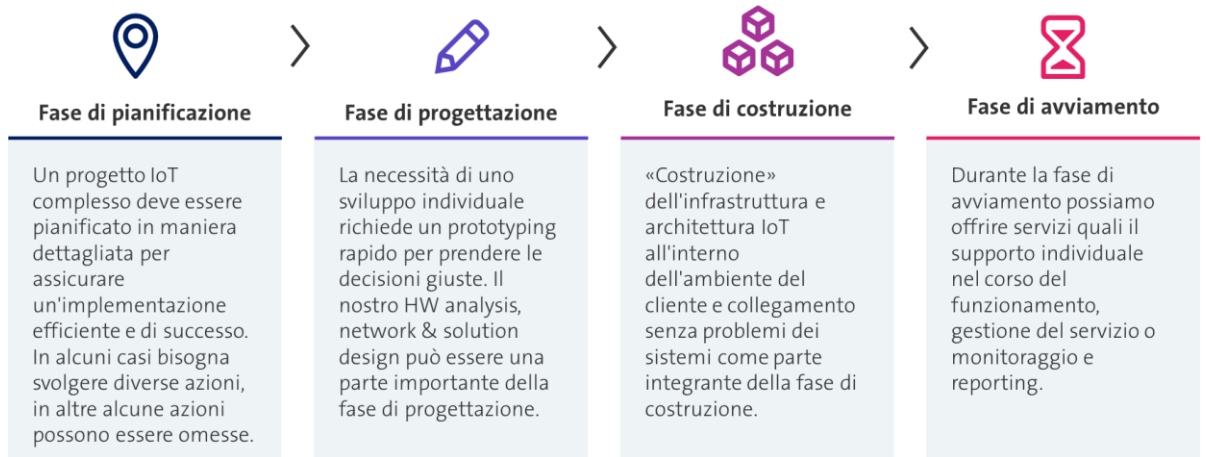 Fase di pianificazione
Un progetto IoT
complesso deve essere
pianificato in maniera
dettagliata per
assicurare
un'implementazione
efficiente e di successo.
In alcuni casi bisogna
svolgere diverse azioni,
in altre alcune azioni
possono essere omesse.
Fase di progettazione
La necessità di uno
sviluppo individuale
richiede un prototyping
rapido per prendere le
decisioni giuste. Il
nostro HW analysis,
network & solution
design può essere una
parte importante della
fase di progettazione.
Fase di costruzione
«Costruzione»
dell'infrastruttura e
architettura IoT
all'interno
dell'ambiente del
cliente e collegamento
senza problemi dei
sistemi come parte
integrante della fase di
costruzione.
Fase di avviamento
Durante la fase di
avviamento possiamo
offrire servizi quali il
supporto individuale
nel corso del
funzionamento,
gestione del servizio o
monitoraggio e
reporting.